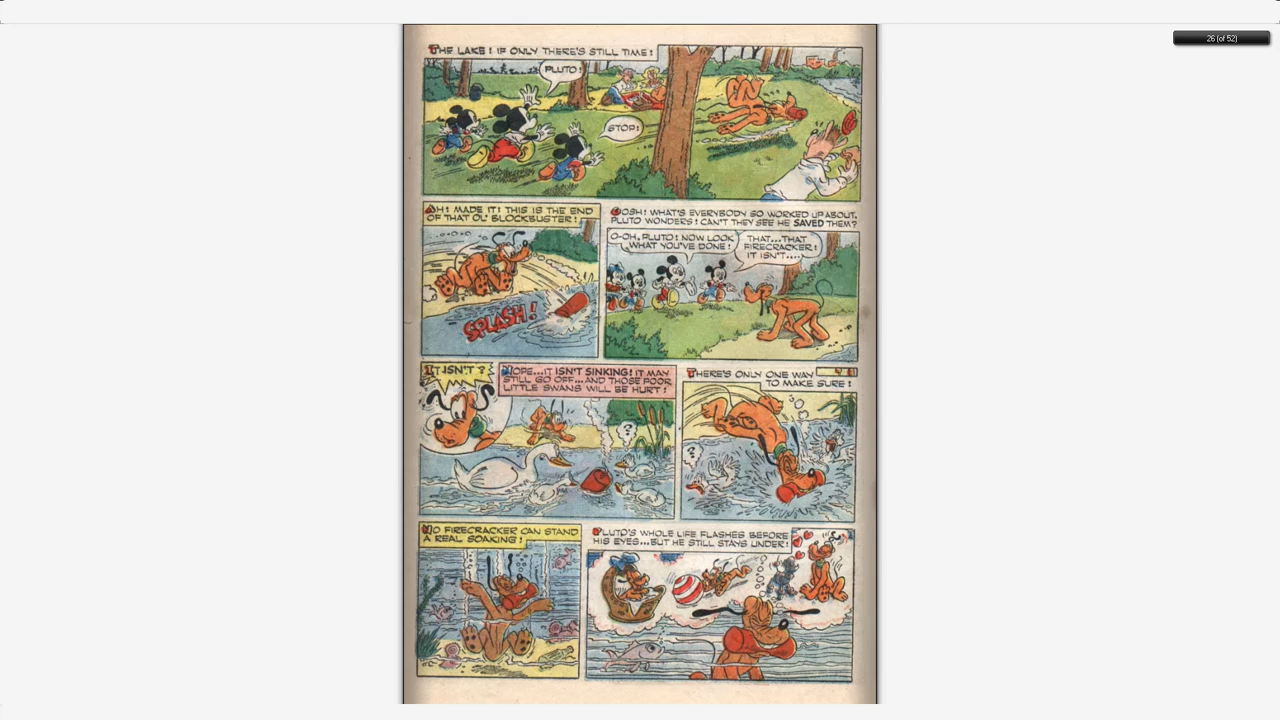 26 (of 52)
THE LAKE! IF ONLY THERE'S STILL TIME!
PLUTO!
STOP!
AH! MADE IT! THIS IS THE END
OF THAT OL' BLOCKBUSTER!
SPLASH!
GOSH! WHAT'S EVERYBODY SO WORKED UP ABOUT,
PLUTO WONDERS! CAN'T THEY SEE HE SAVED THEM?
O-OH, PLUTO! NOW LOOK
WHAT YOU'VE DONE!
THAT...THAT
FIRECRACKER!
IT ISN'T....
IT ISN'T?
NOPE...IT ISN'T SINKING! IT MAY
STILL GO OFF...AND THOSE POOR
LITTLE SWANS WILL BE HURT!
?
THERE'S ONLY ONE WAY
TO MAKE SURE!
?
NO FIRECRACKER CAN STAND
A REAL SOAKING!
PLUTO'S WHOLE LIFE FLASHES BEFORE
HIS EYES...BUT HE STILL STAYS UNDER!